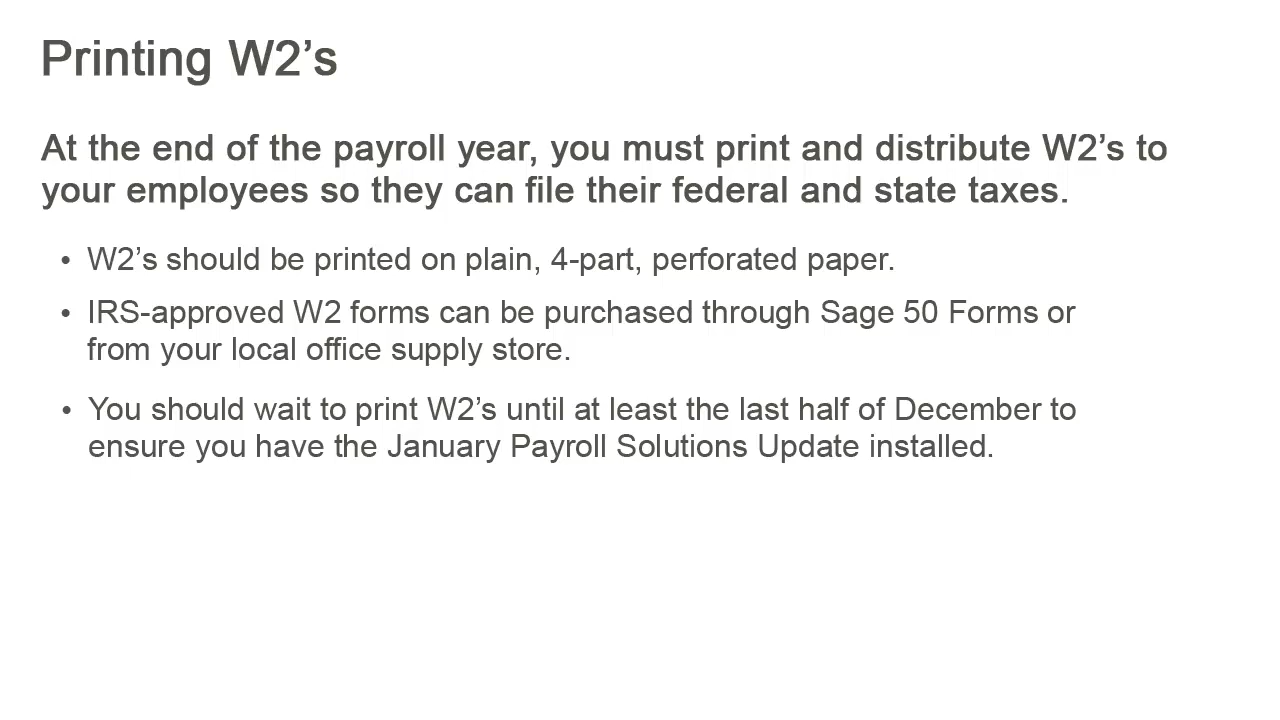 Printing W2’s
At the end of the payroll year, you must print and distribute W2’s to
your employees so they can file their federal and state taxes.
• W2’s should be printed on plain, 4-part, perforated paper.
• IRS-approved W2 forms can be purchased through Sage 50 Forms or
from your local office supply store.
• You should wait to print W2’s until at least the last half of December to
ensure you have the January Payroll Solutions Update installed.